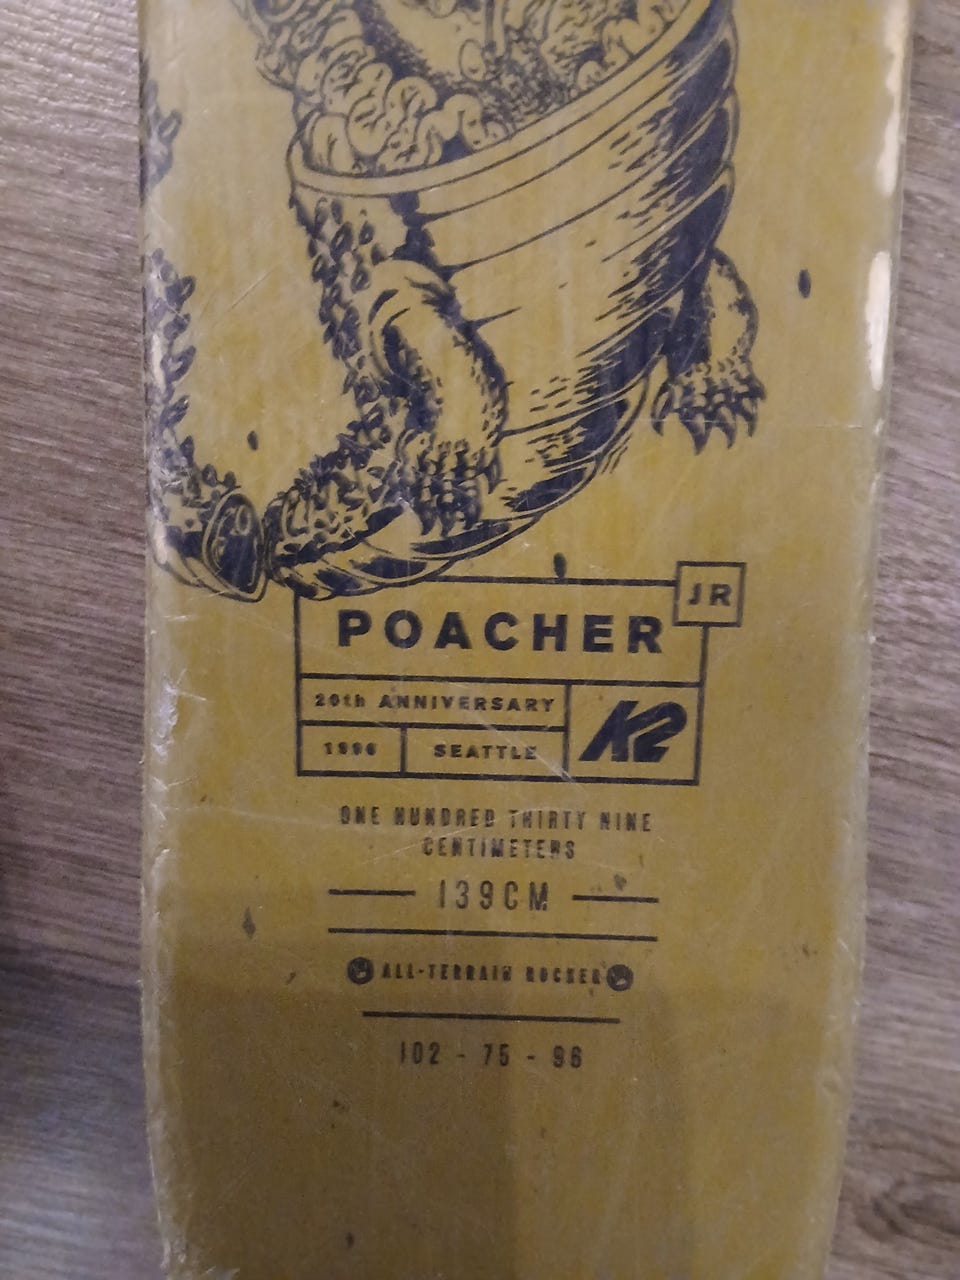 JR
POACHER
20th ANNIVERSARY
K2
1996
SEATTLE
ONE HUNDRED THIRTY NINE
CENTIMETERS
139CM
ALL-TERRAIN ROCKER
102 - 75 - 96